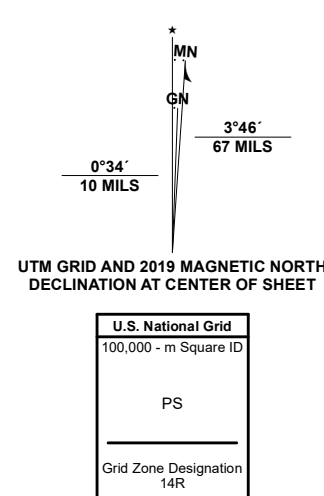 ★
MN
GN
3°46´
67 MILS
0°34´
10 MILS
UTM GRID AND 2019 MAGNETIC NORTH
DECLINATION AT CENTER OF SHEET
U.S. National Grid
100,000 - m Square ID
PS
Grid Zone Designation
14R